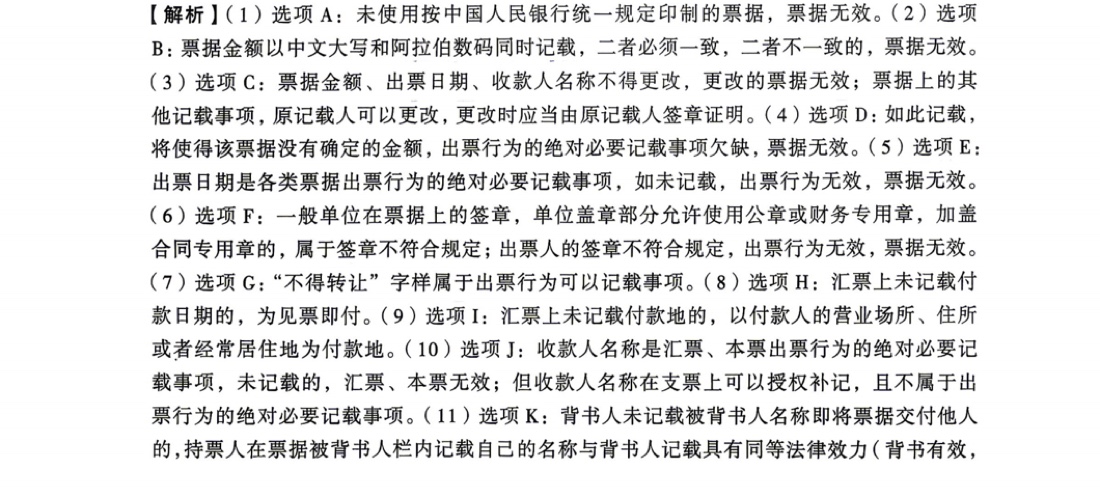 【解析】(1)选项 A：未使用按中国人民银行统一规定印制的票据，票据无效。(2)选项
B：票据金额以中文大写和阿拉伯数码同时记载，二者必须一致，二者不一致的，票据无效。
(3)选项 C：票据金额、出票日期、收款人名称不得更改，更改的票据无效；票据上的其
他记载事项，原记载人可以更改，更改时应当由原记载人签章证明。(4)选项 D：如此记载，
将使得该票据没有确定的金额，出票行为的绝对必要记载事项欠缺，票据无效。(5)选项 E：
出票日期是各类票据出票行为的绝对必要记载事项，如未记载，出票行为无效，票据无效。
(6)选项 F：一般单位在票据上的签章，单位盖章部分允许使用公章或财务专用章，加盖
合同专用章的，属于签章不符合规定；出票人的签章不符合规定，出票行为无效，票据无效。
(7)选项 G：“不得转让”字样属于出票行为可以记载事项。(8)选项 H：汇票上未记载付
款日期的，为见票即付。(9)选项 I：汇票上未记载付款地的，以付款人的营业场所、住所
或者经常居住地为付款地。(10)选项 J：收款人名称是汇票、本票出票行为的绝对必要记
载事项，未记载的，汇票、本票无效；但收款人名称在支票上可以授权补记，且不属于出
票行为的绝对必要记载事项。(11)选项 K：背书人未记载被背书人名称即将票据交付他人
的，持票人在票据被背书人栏内记载自己的名称与背书人记载具有同等法律效力(背书有效，